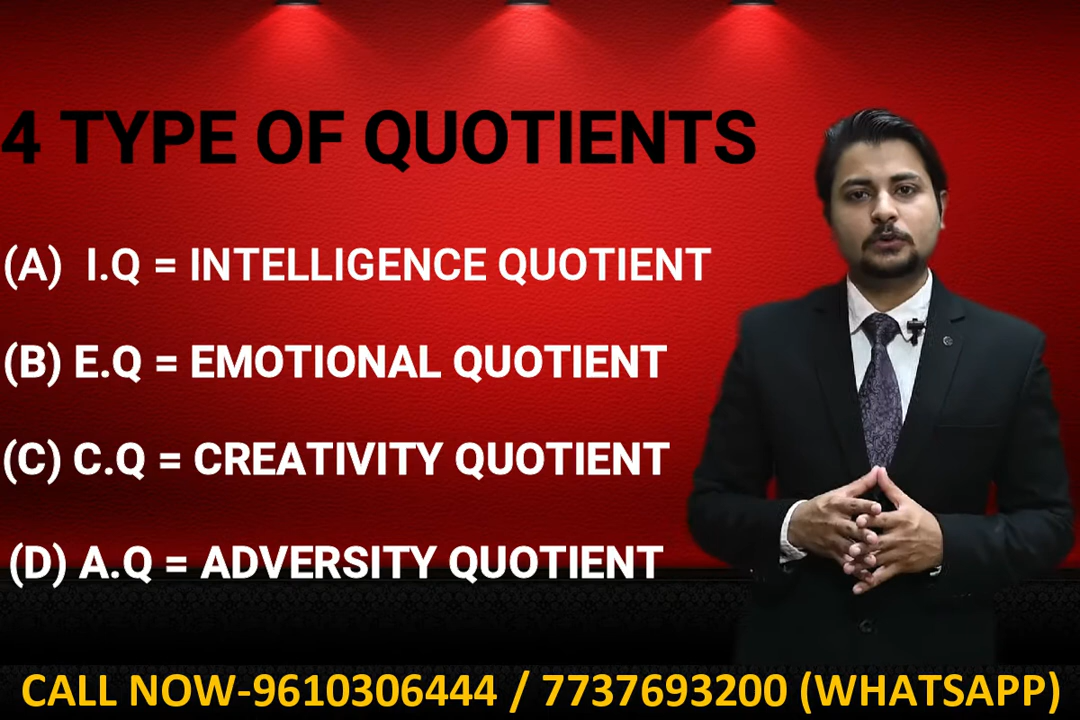 4 TYPE OF QUOTIENTS
(A) I.Q = INTELLIGENCE QUOTIENT
(B) E.Q = EMOTIONAL QUOTIENT
(C) C.Q = CREATIVITY QUOTIENT
(D) A.Q = ADVERSITY QUOTIENT
CALL NOW-9610306444 / 7737693200 (WHATSAPP)